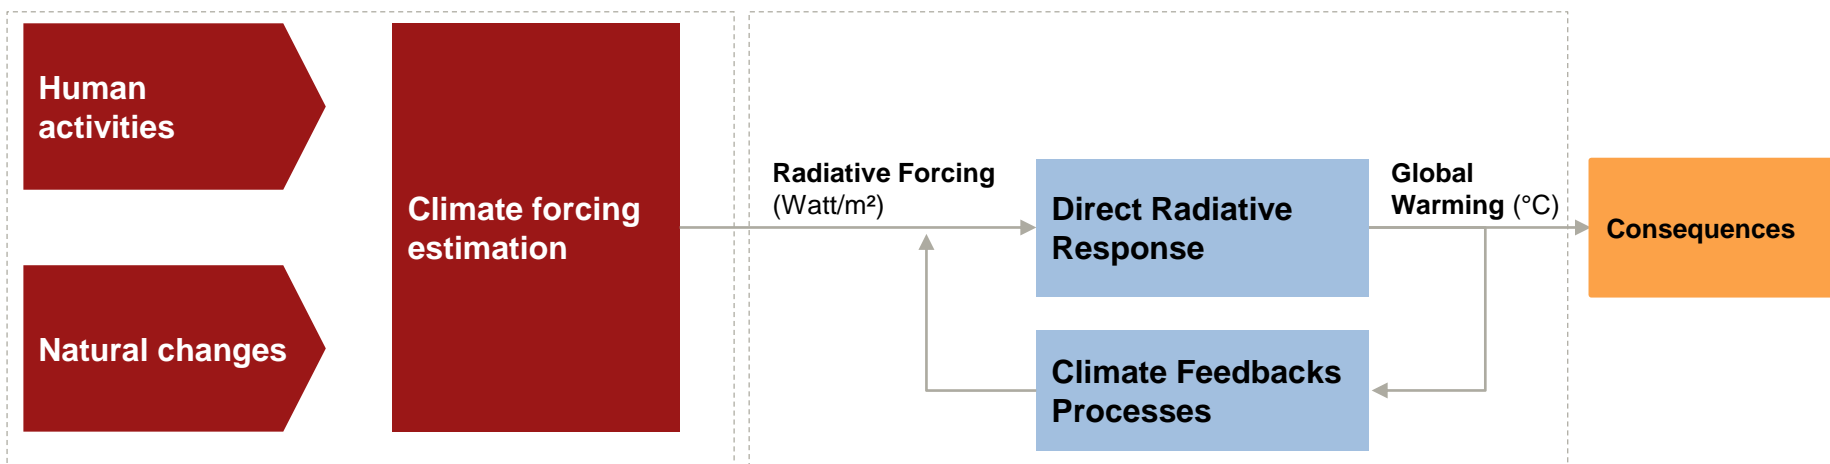 Human
activities
Natural changes
Climate forcing
estimation
Radiative Forcing
(Watt/m²)
Direct Radiative
Response
Climate Feedbacks
Processes
Global
Warming (°C)
Consequences